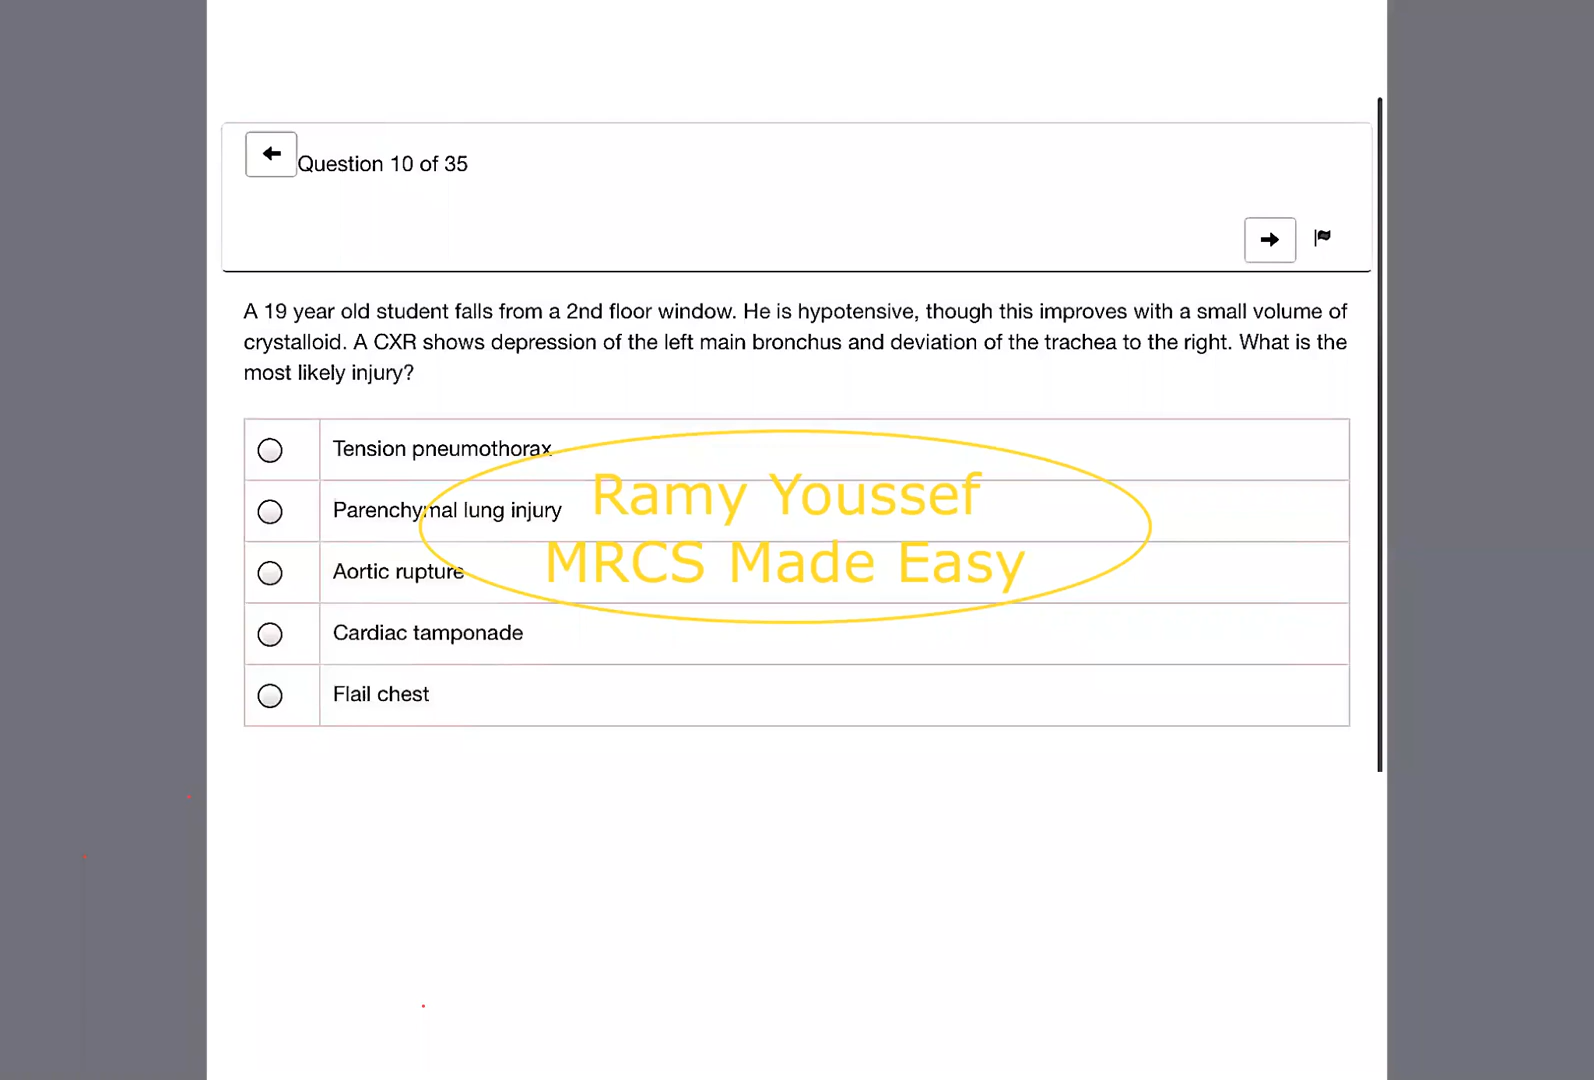 Question 10 of 35
A 19 year old student falls from a 2nd floor window. He is hypotensive, though this improves with a small volume of
crystalloid. A CXR shows depression of the left main bronchus and deviation of the trachea to the right. What is the
most likely injury?
Tension pneumothorax
Parenchymal lung injury
Aortic rupture
Cardiac tamponade
Flail chest
Ramy Youssef
MRCS Made Easy